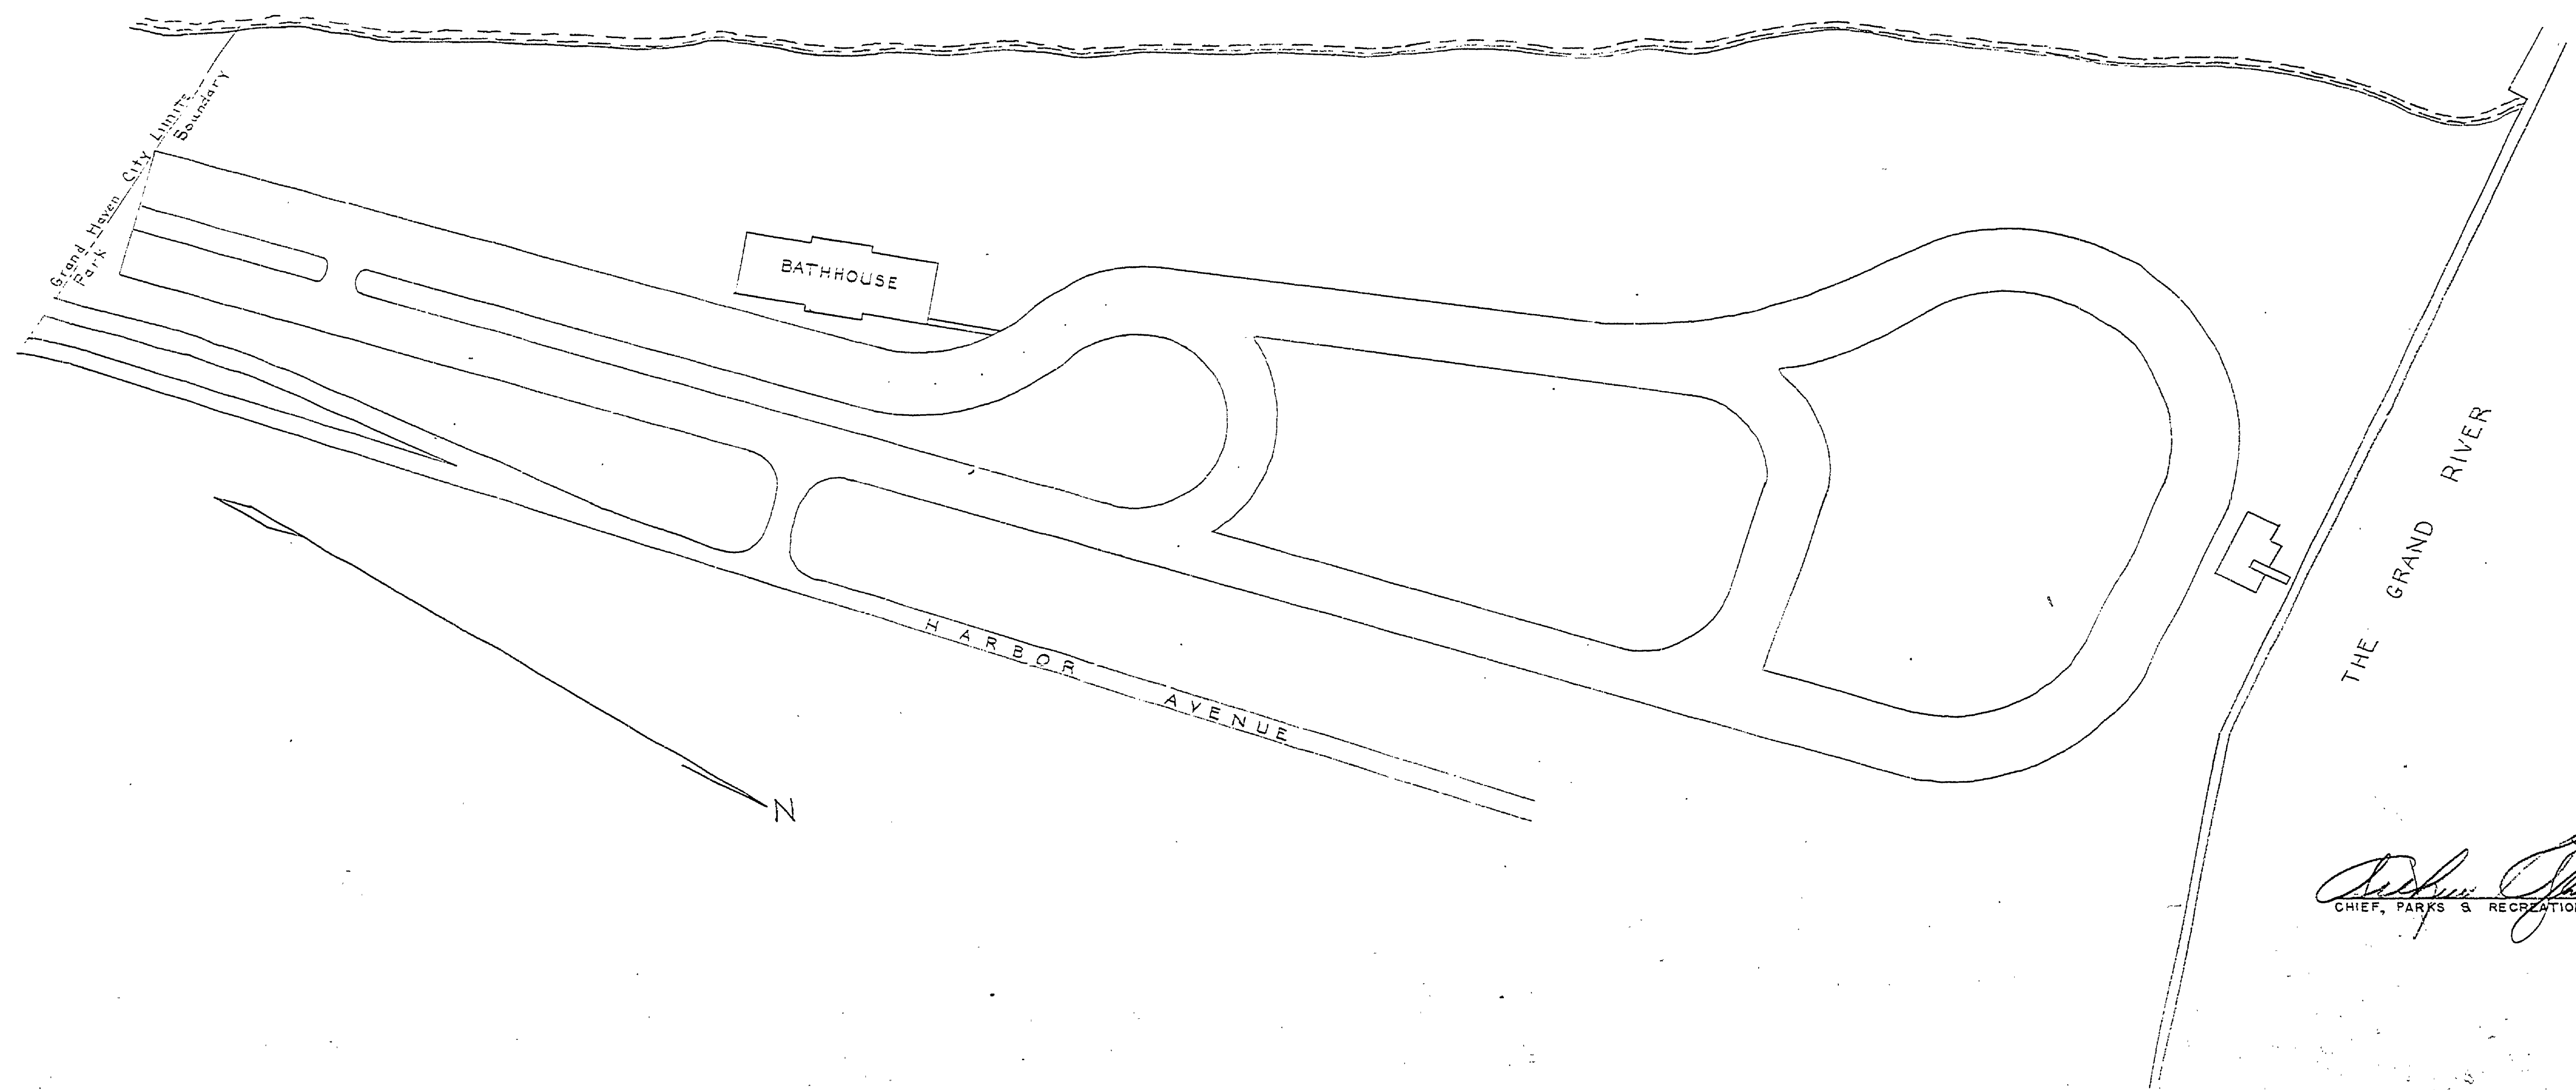 Grand Haven City Limits
Park Boundary
BATHHOUSE
HARBOR AVENUE
THE GRAND RIVER
N
CHIEF, PARKS & RECREATION